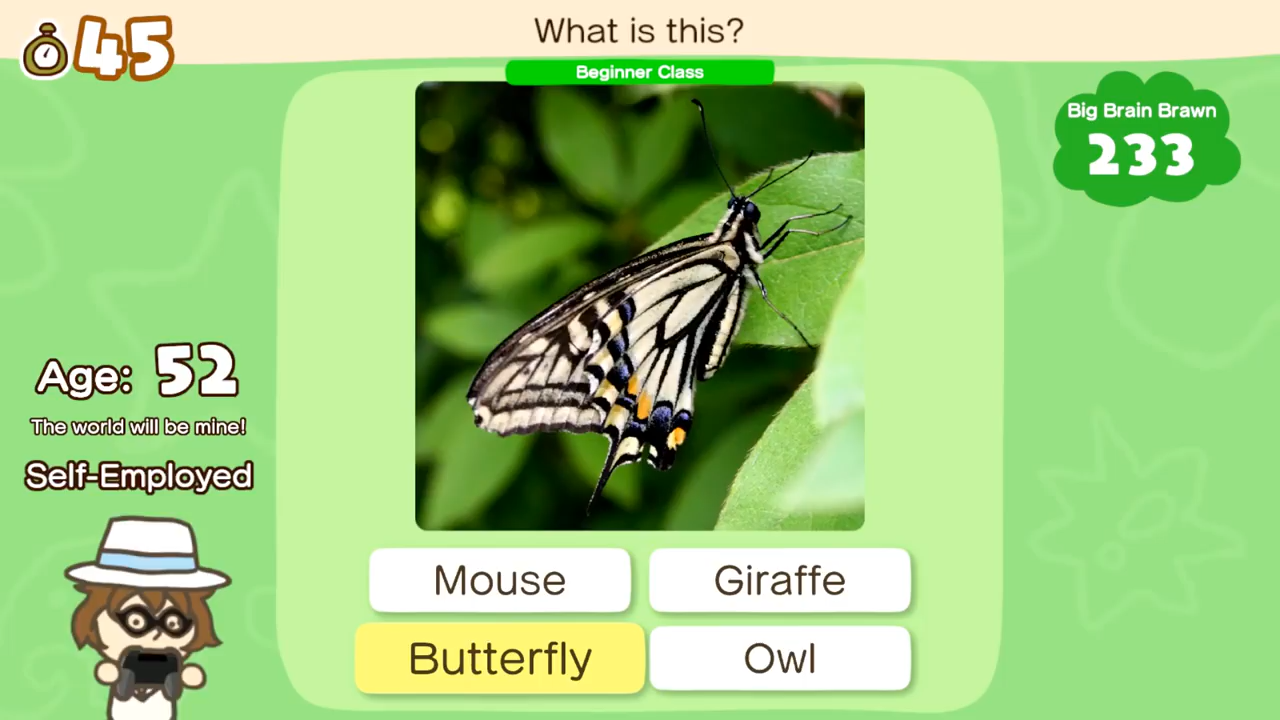 45
What is this?
Beginner Class
Big Brain Brawn
233
Age: 52
The world will be mine!
Self-Employed
Mouse
Giraffe
Butterfly
Owl